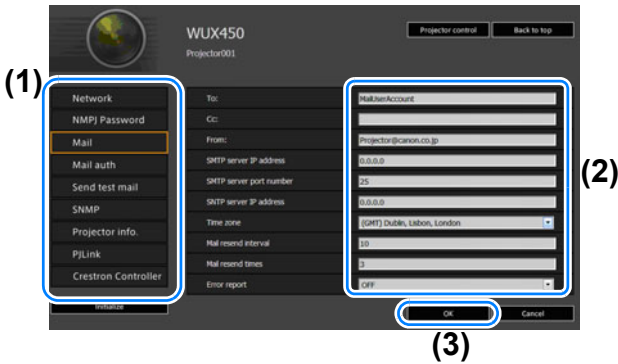 WUX450
Projector control
Back to top
Projector001
(1)
Network
NMPJ Password
Mail
Mail auth
Send test mail
SNMP
Projector info.
PJLink
Crestron Controller
Initialize
To: MailUserAccount
Cc:
From: Projector@canon.co.jp
SMTP server IP address 0.0.0.0
SMTP server port number 25
SNTP server IP address 0.0.0.0
Time zone (GMT) Dublin, Lisbon, London
Mail resend interval 10
Mail resend times 3
Error report OFF
(2)
OK
Cancel
(3)